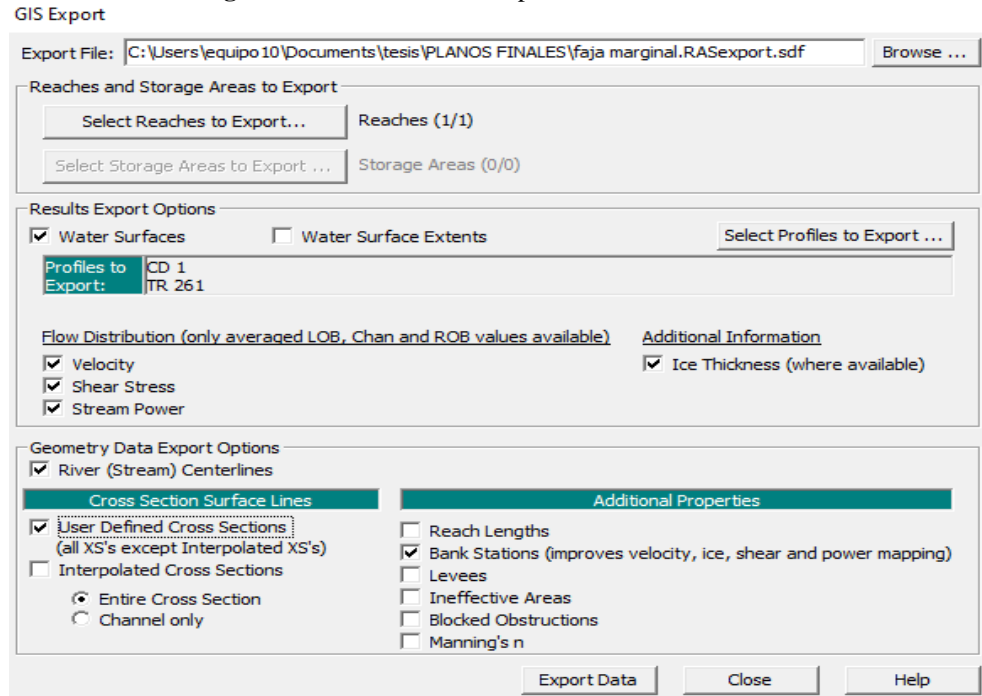 GIS Export
Export File: C:\Users\equipo10\Documents\tesis\PLANOS FINALES\faja marginal.RASexport.sdf Browse ...
Reaches and Storage Areas to Export
Select Reaches to Export... Reaches (1/1)
Select Storage Areas to Export ... Storage Areas (0/0)
Results Export Options
Water Surfaces Water Surface Extents Select Profiles to Export ...
Profiles to CD 1
Export: TR 261
Flow Distribution (only averaged LOB, Chan and ROB values available) Additional Information
Velocity Ice Thickness (where available)
Shear Stress
Stream Power
Geometry Data Export Options
River (Stream) Centerlines
Cross Section Surface Lines Additional Properties
User Defined Cross Sections Reach Lengths
(all XS's except Interpolated XS's) Bank Stations (improves velocity, ice, shear and power mapping)
Interpolated Cross Sections Levees
Entire Cross Section Ineffective Areas
Channel only Blocked Obstructions
Manning's n
Export Data Close Help